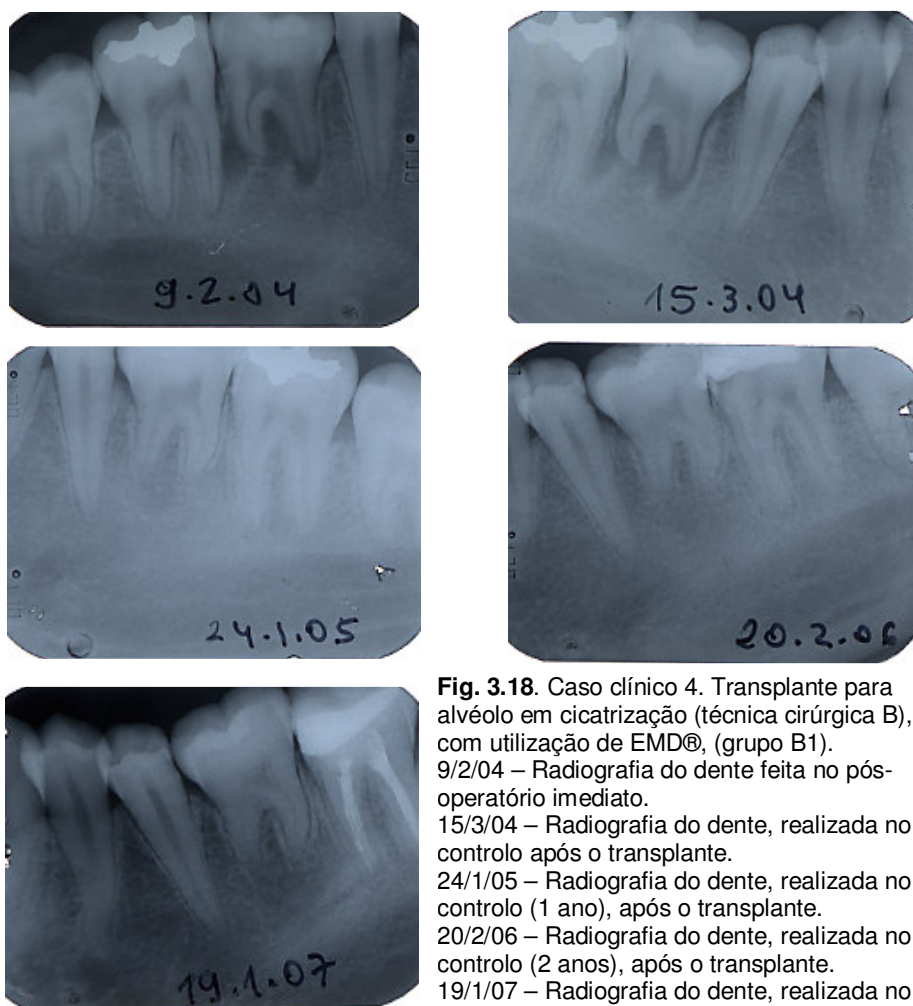 9.2.04
15.3.04
24.1.05
20.2.06
19.1.07
Fig. 3.18. Caso clínico 4. Transplante para
alvéolo em cicatrização (técnica cirúrgica B),
com utilização de EMD®, (grupo B1).
9/2/04 – Radiografia do dente feita no pós-
operatório imediato.
15/3/04 – Radiografia do dente, realizada no
controlo após o transplante.
24/1/05 – Radiografia do dente, realizada no
controlo (1 ano), após o transplante.
20/2/06 – Radiografia do dente, realizada no
controlo (2 anos), após o transplante.
19/1/07 – Radiografia do dente, realizada no